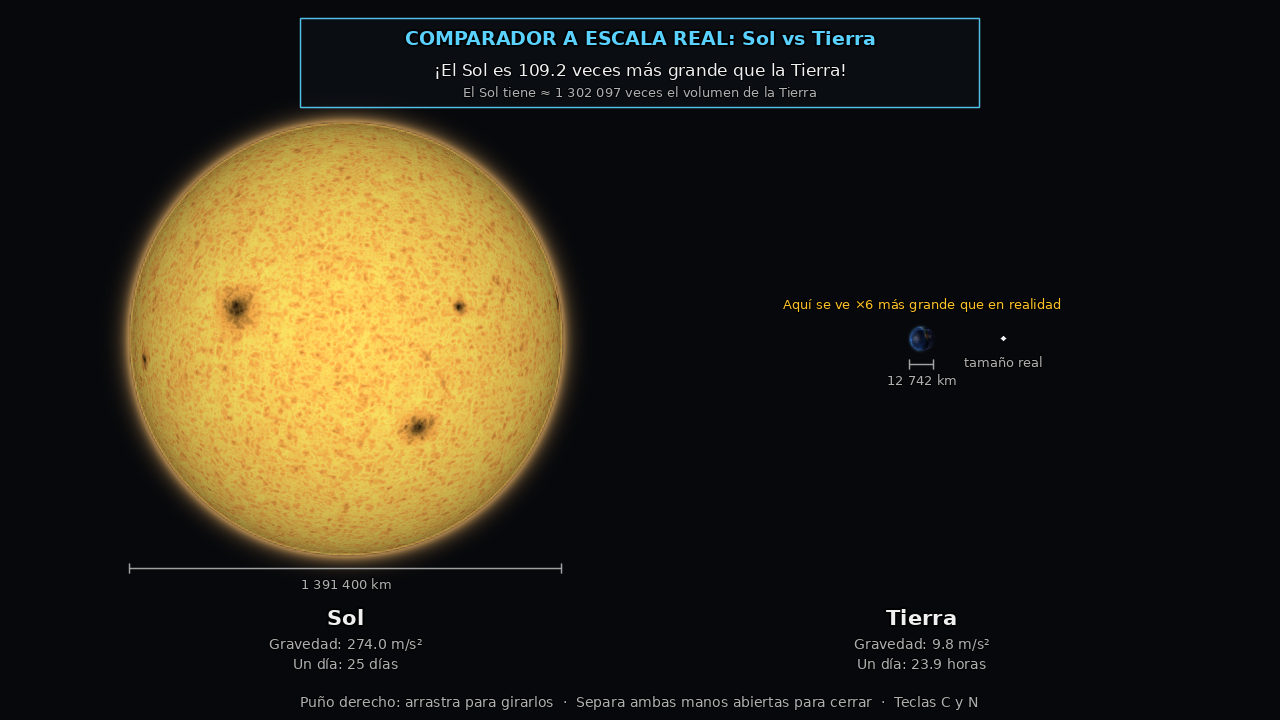 COMPARADOR A ESCALA REAL: Sol vs Tierra
¡El Sol es 109.2 veces más grande que la Tierra!
El Sol tiene ≈ 1 302 097 veces el volumen de la Tierra
Aquí se ve ×6 más grande que en realidad
tamaño real
12 742 km
1 391 400 km
Sol
Gravedad: 274.0 m/s²
Un día: 25 días
Tierra
Gravedad: 9.8 m/s²
Un día: 23.9 horas
Puño derecho: arrastra para girarlos · Separa ambas manos abiertas para cerrar · Teclas C y N